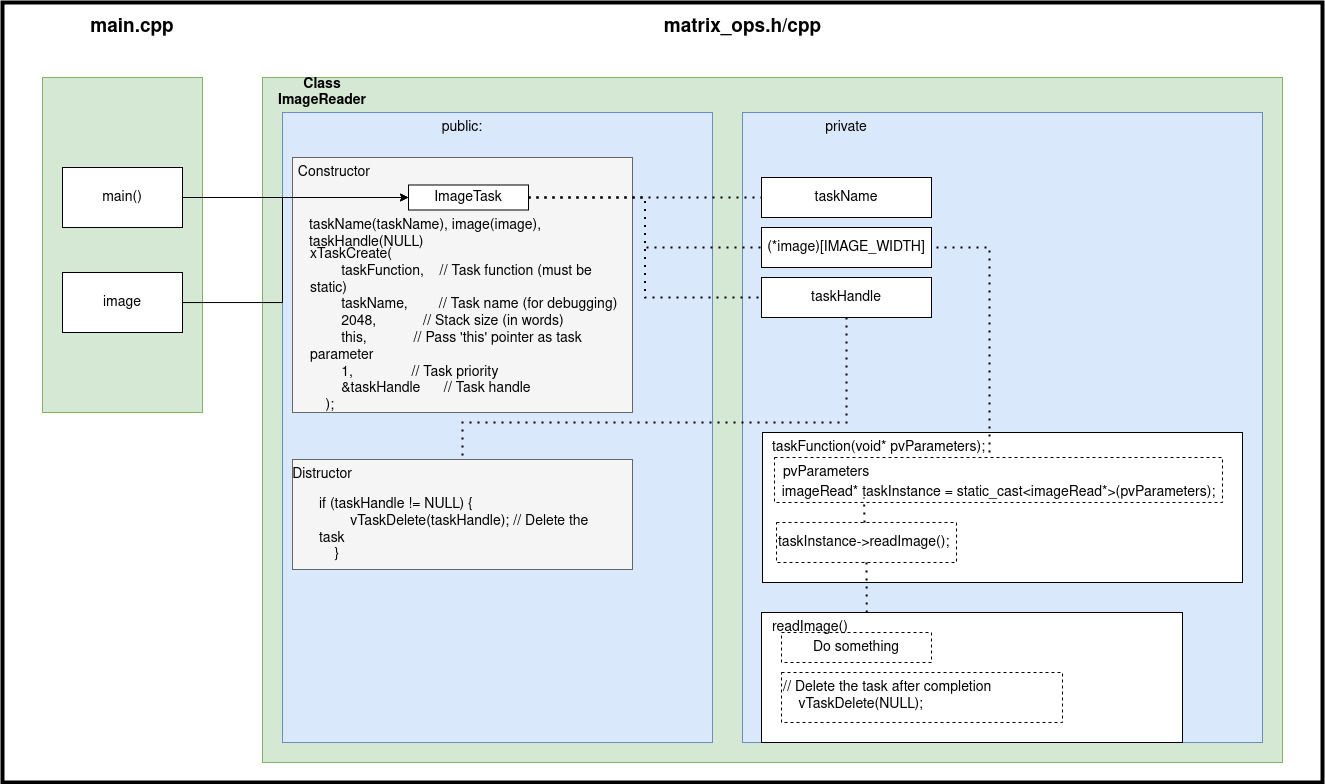 main.cpp
matrix_ops.h/cpp
main()
image
Class
ImageReader
public:
Constructor
ImageTask
taskName(taskName), image(image),
taskHandle(NULL)
xTaskCreate(
taskFunction, // Task function (must be
static)
taskName, // Task name (for debugging)
2048, // Stack size (in words)
this, // Pass 'this' pointer as task
parameter
1, // Task priority
&taskHandle // Task handle
);
Distructor
if (taskHandle != NULL) {
vTaskDelete(taskHandle); // Delete the
task
}
private
taskName
(*image)[IMAGE_WIDTH]
taskHandle
taskFunction(void* pvParameters);
pvParameters
imageRead* taskInstance = static_cast<imageRead*>(pvParameters);
taskInstance->readImage();
readImage()
Do something
// Delete the task after completion
vTaskDelete(NULL);